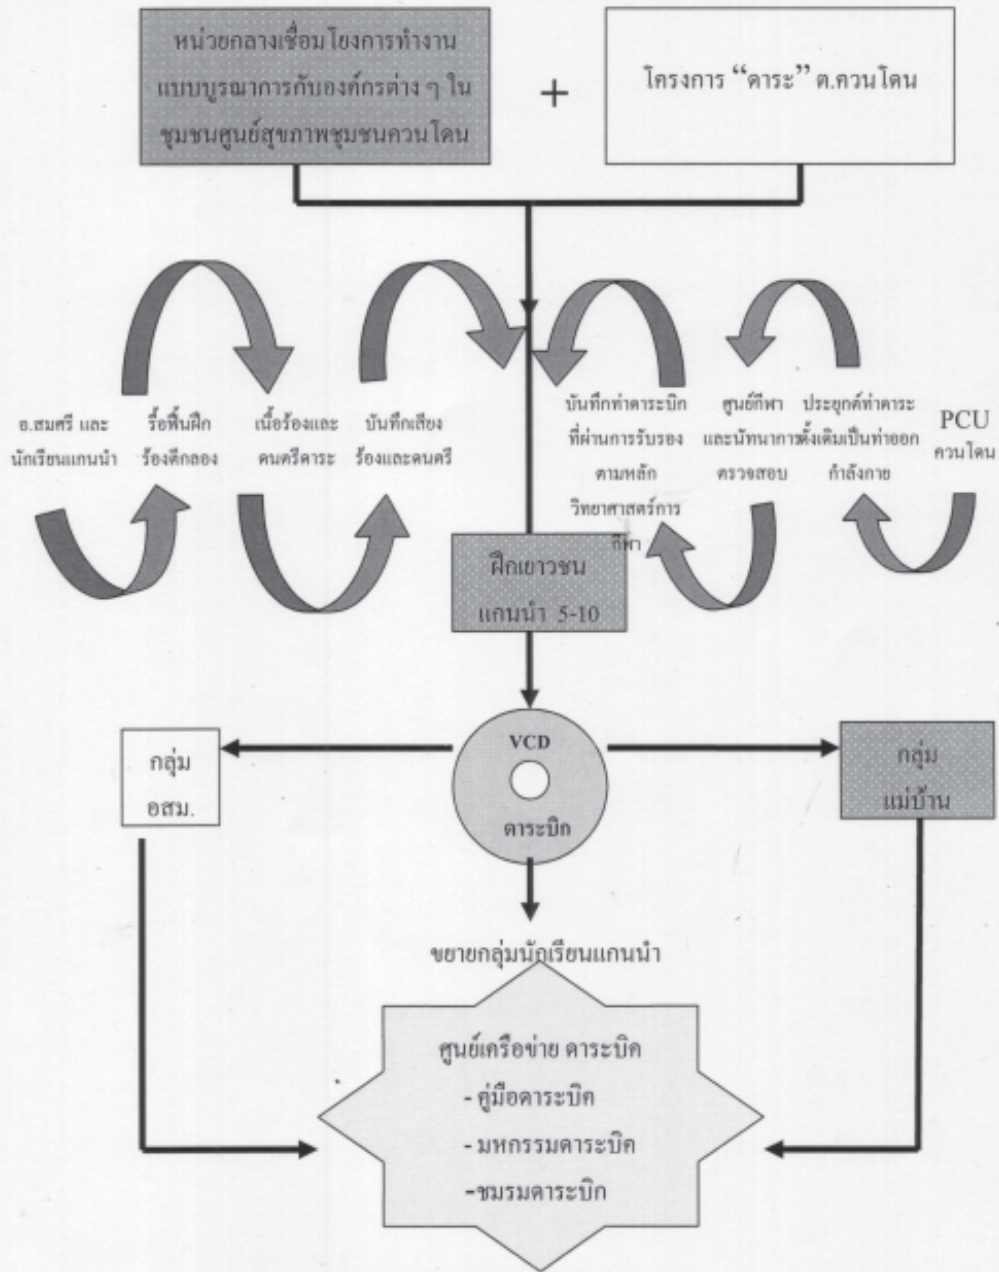 หน่วยกลางเชื่อมโยงการทำงาน
แบบบูรณาการกับองค์กรต่าง ๆ ใน
ชุมชนศูนย์สุขภาพชุมชนควนโดน
+
โครงการ “ดาระ” ต.ควนโดน
อ.สมศรี และ
นักเรียนแกนนำ
รื้อฟื้นฝึก
ร้องตีกลอง
เนื้อร้องและ
ดนตรีดาระ
บันทึกเสียง
ร้องและดนตรี
บันทึกท่าดาระบิก
ที่ผ่านการรับรอง
ตามหลัก
วิทยาศาสตร์การ
กีฬา
ศูนย์กีฬา
และนัทนาการ
ตรวจสอบ
ประยุกต์ท่าดาระ
ดั้งเดิมเป็นท่าออก
กำลังกาย
PCU
ควนโดน
ฝึกเยาวชน
แกนนำ 5-10
VCD
ดาระบิก
กลุ่ม
อสม.
กลุ่ม
แม่บ้าน
ขยายกลุ่มนักเรียนแกนนำ
ศูนย์เครือข่าย ดาระบิค
- คู่มือดาระบิค
- มหกรรมดาระบิค
-ชมรมดาระบิก